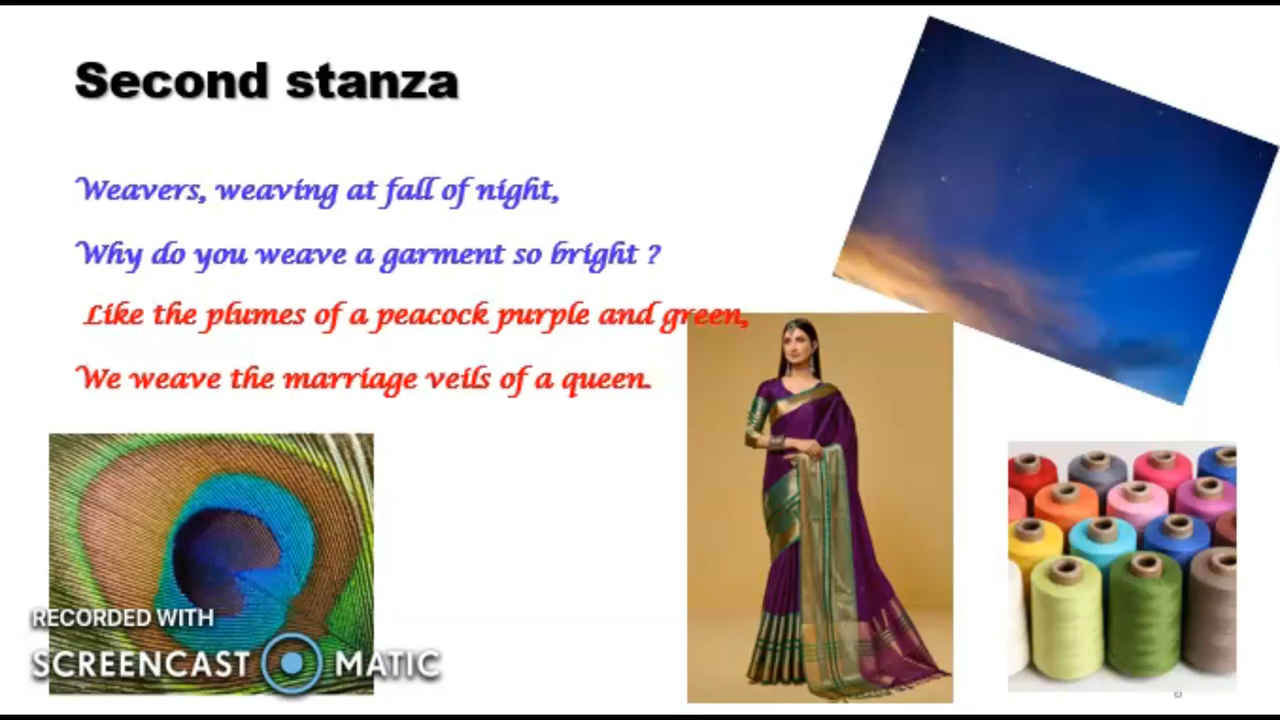 Second stanza
Weavers, weaving at fall of night,
Why do you weave a garment so bright ?
Like the plumes of a peacock purple and green,
We weave the marriage veils of a queen.
RECORDED WITH
SCREENCAST MATIC